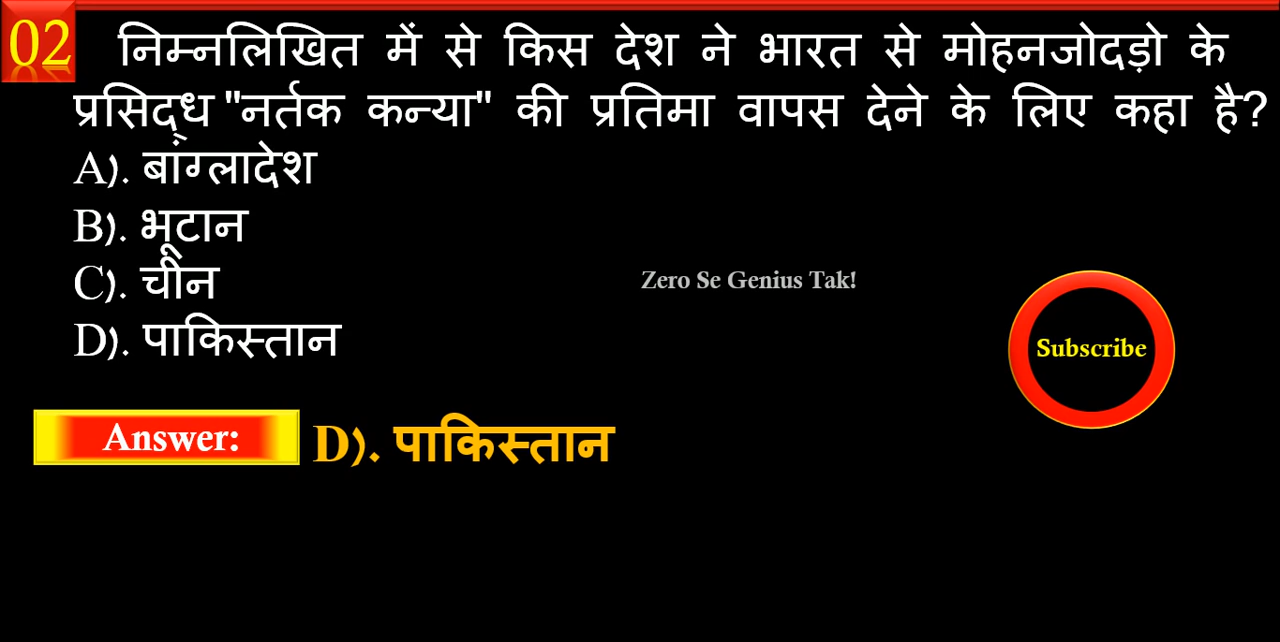 02 निम्नलिखित में से किस देश ने भारत से मोहनजोदड़ो के
प्रसिद्ध "नर्तक कन्या" की प्रतिमा वापस देने के लिए कहा है?
A). बांग्लादेश
B). भूटान
C). चीन
Zero Se Genius Tak!
D). पाकिस्तान
Subscribe
Answer: D). पाकिस्तान